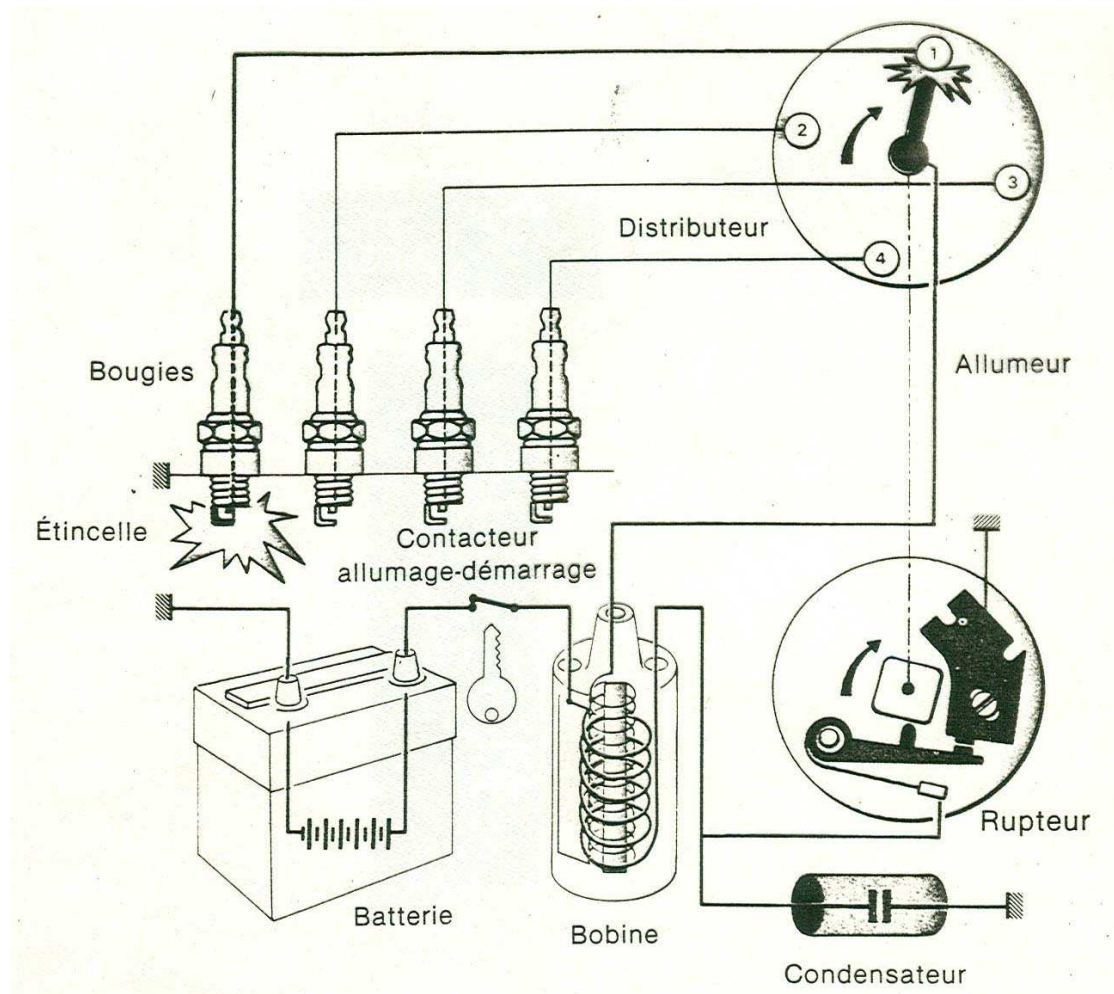 1
2
3
Distributeur
4
Bougies
Allumeur
Étincelle
Contacteur
allumage-démarrage
Rupteur
Batterie
Bobine
Condensateur